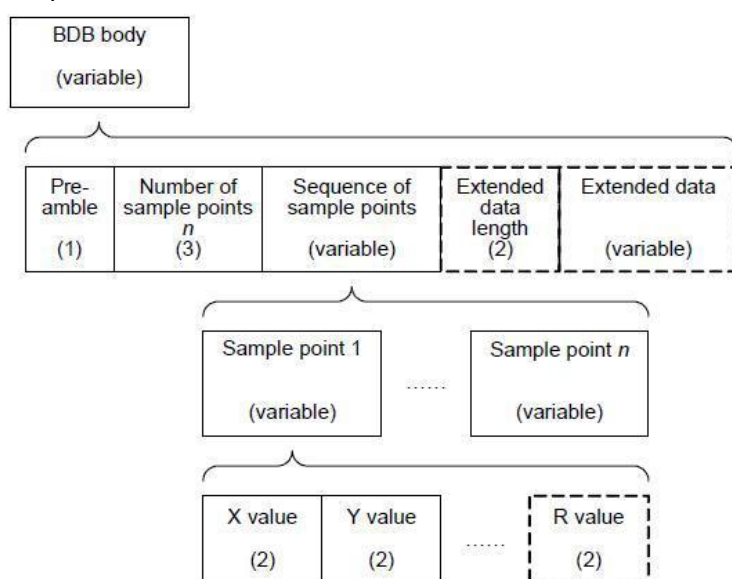 BDB body
(variable)
Pre-
amble
(1)
Number of
sample points
n
(3)
Sequence of
sample points
(variable)
Extended
data
length
(2)
Extended data
(variable)
Sample point 1
(variable)
......
Sample point n
(variable)
X value
(2)
Y value
(2)
......
R value
(2)